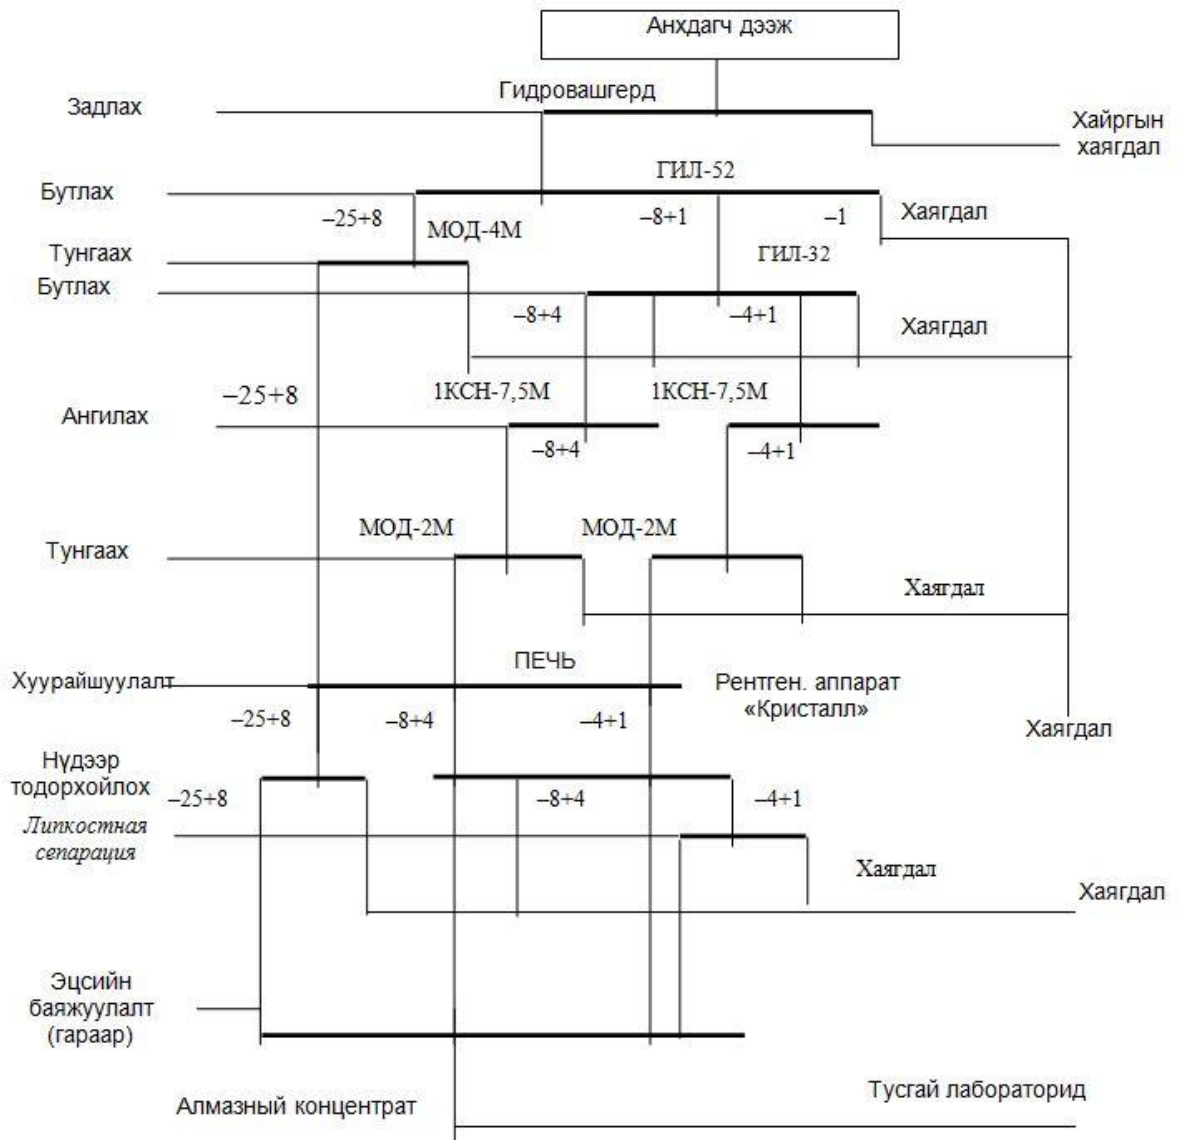 Анхдагч дээж
Гидровашгерд
Задлах
Хайргын
хаягдал
ГИЛ-52
Бутлах
–25+8
–8+1
–1
Хаягдал
МОД-4М
Тунгаах
ГИЛ-32
Бутлах
–8+4
–4+1
Хаягдал
–25+8
1КСН-7,5М
1КСН-7,5М
Ангилах
–8+4
–4+1
МОД-2М
МОД-2М
Тунгаах
Хаягдал
ПЕЧЬ
Хуурайшуулалт
Рентген. аппарат
«Кристалл»
–25+8
–8+4
–4+1
Хаягдал
Нүдээр
тодорхойлох
–25+8
–8+4
–4+1
Липкостная
сепарация
Хаягдал
Хаягдал
Эцсийн
баяжуулалт
(гараар)
Алмазный концентрат
Тусгай лабораторид